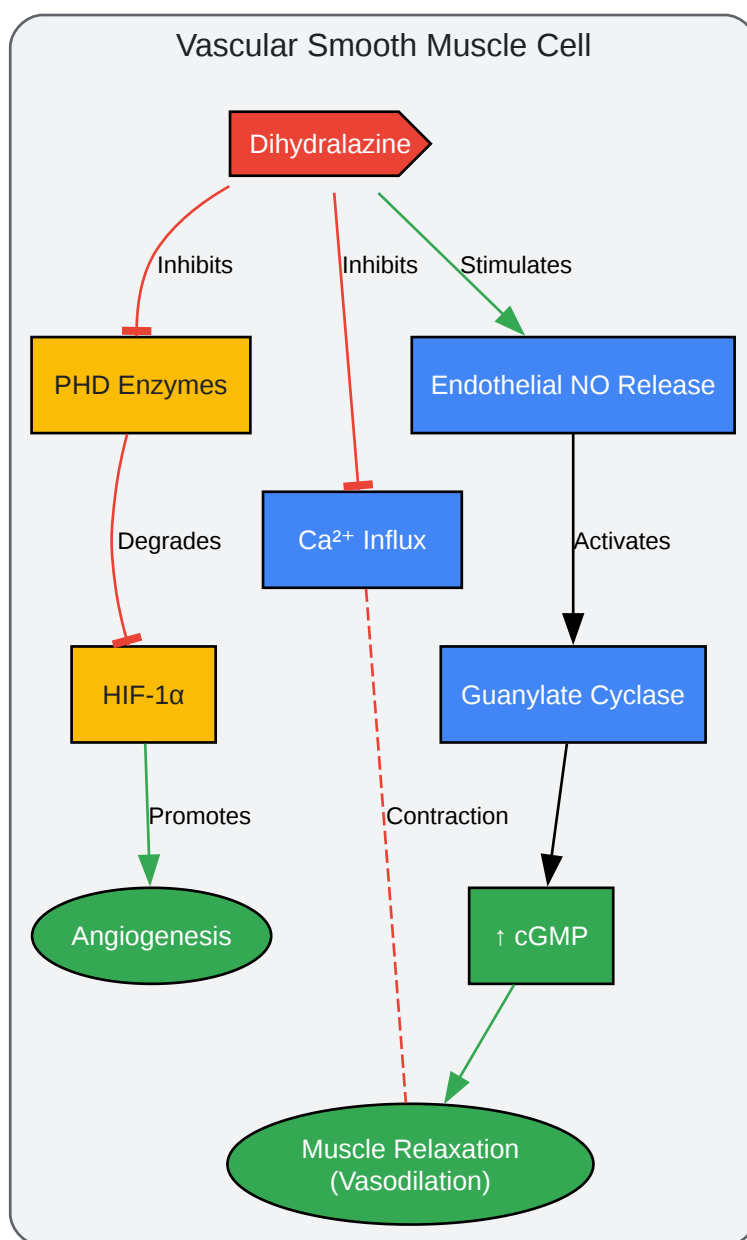 Vascular Smooth Muscle Cell
Dihydralazine
Inhibits
Inhibits
Stimulates
PHD Enzymes
Endothelial NO Release
Degrades
Ca²⁺ Influx
Activates
HIF-1α
Guanylate Cyclase
Promotes
Contraction
Angiogenesis
↑ cGMP
Muscle Relaxation
(Vasodilation)